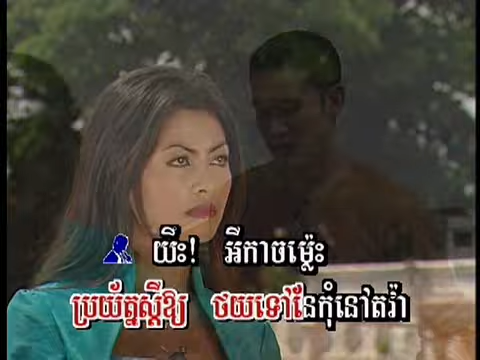 យីះ! អីកាចម្ល៉េះ
ប្រយ័ត្នស្ដីឱ្យ ថយទៅនែកុំនៅតវ៉ា